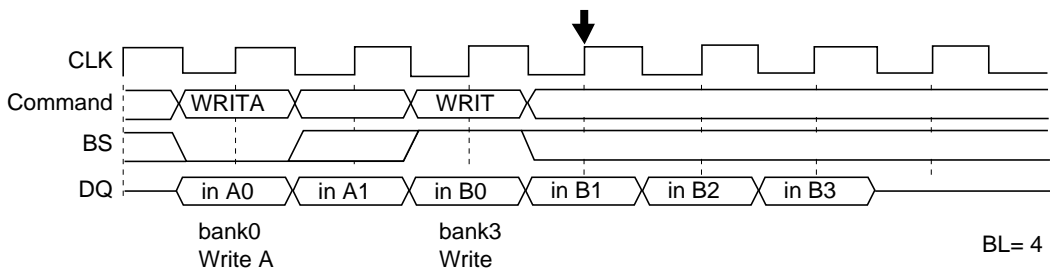 CLK
Command WRITA WRIT
BS
DQ in A0 in A1 in B0 in B1 in B2 in B3
bank0 bank3
Write A Write
BL= 4